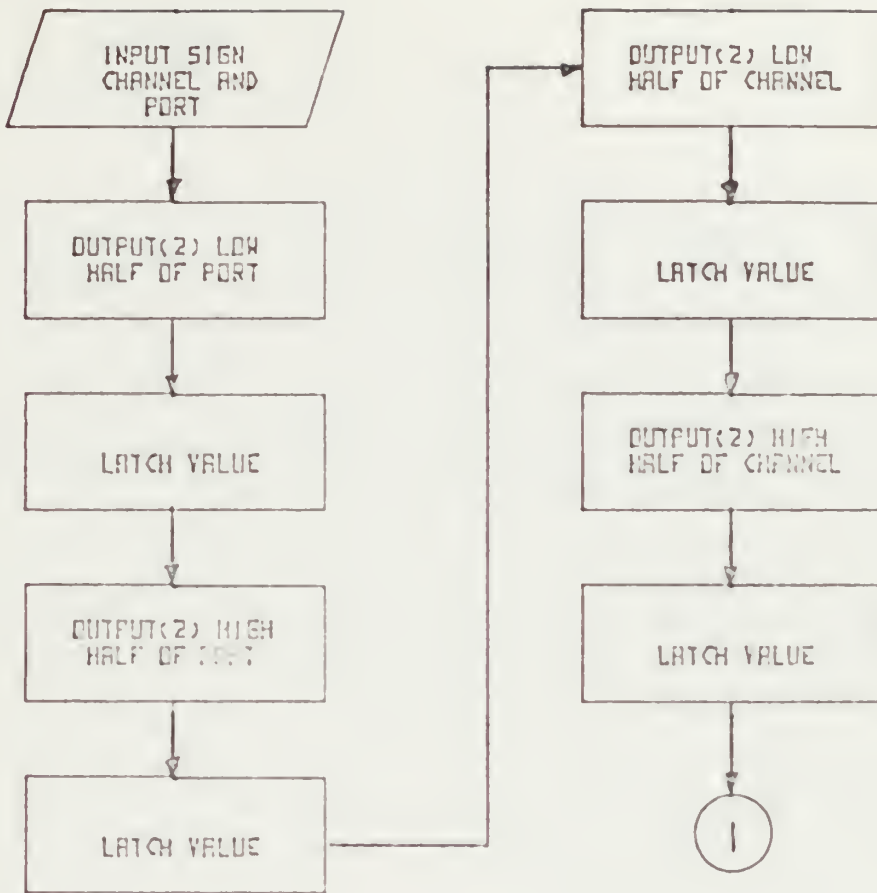 INPUT SIGN
CHANNEL AND
PORT
OUTPUT(2) LOW
HALF OF PORT
LATCH VALUE
OUTPUT(2) HIGH
HALF OF PORT
LATCH VALUE
OUTPUT(2) LOW
HALF OF CHANNEL
LATCH VALUE
OUTPUT(2) HIGH
HALF OF CHANNEL
LATCH VALUE
1